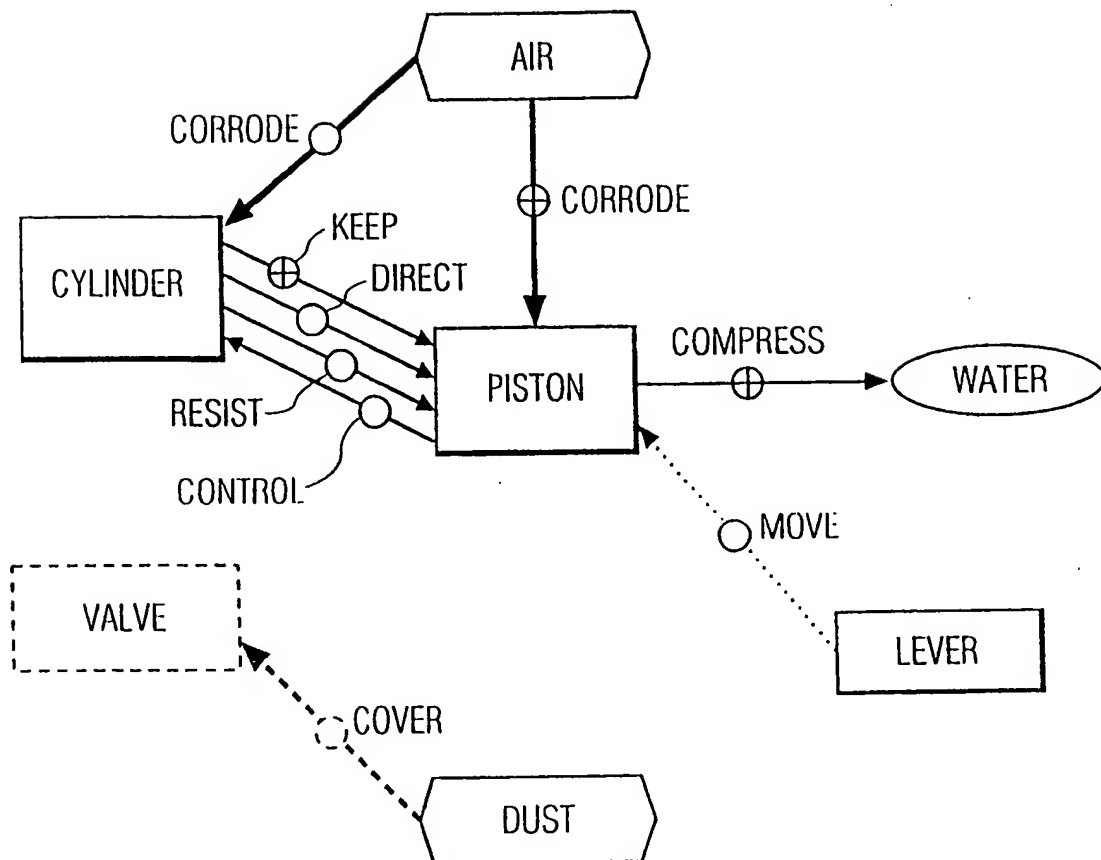 AIR
CORRODE
CORRODE
KEEP
CYLINDER
DIRECT
COMPRESS
PISTON
WATER
RESIST
CONTROL
MOVE
VALVE
LEVER
COVER
DUST